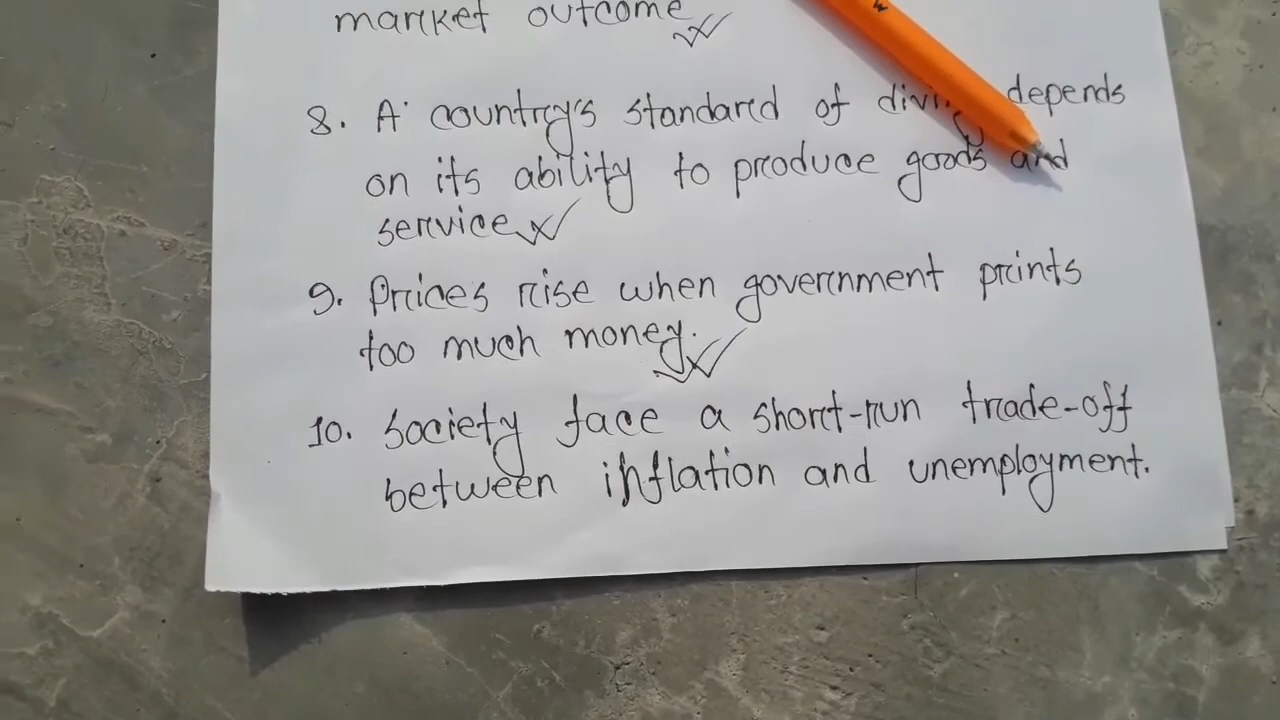 market outcome
8. A country's standard of divi depends
on its ability to produce goods and
service
9. Prices rise when government prints
too much money.
10. Society face a short-run trade-off
between inflation and unemployment.